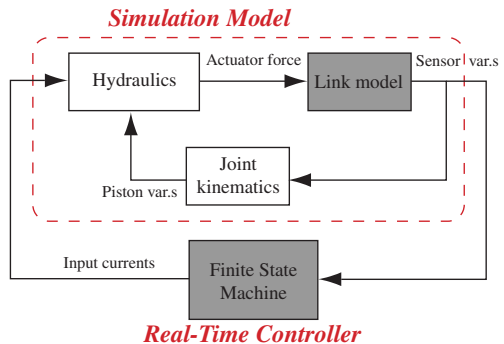 Simulation Model
Hydraulics
Actuator force
Link model
Sensor var.s
Joint
kinematics
Piston var.s
Input currents
Finite State
Machine
Real-Time Controller